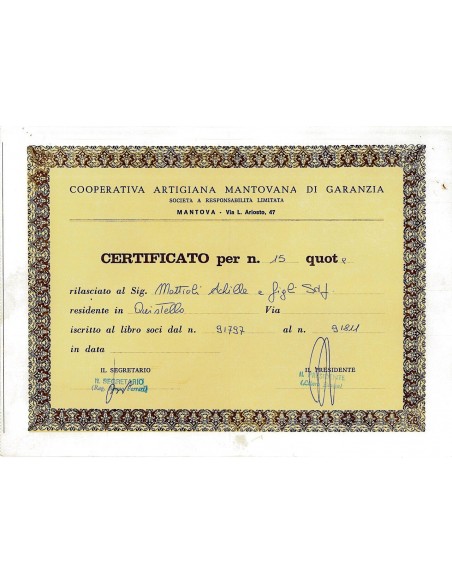 COOPERATIVA ARTIGIANA MANTOVANA DI GARANZIA
SOCIETA A RESPONSABILITA LIMITATA
MANTOVA - Via L. Ariosto, 47
CERTIFICATO per n. 15 quote
rilasciato al Sig. Mattioli Achille e figli
residente in Quistello Via
iscritto al libro soci dal n. 91797 al n. 91811
in data
IL SEGRETARIO IL PRESIDENTE
IL SEGRETARIO IL PRESIDENTE